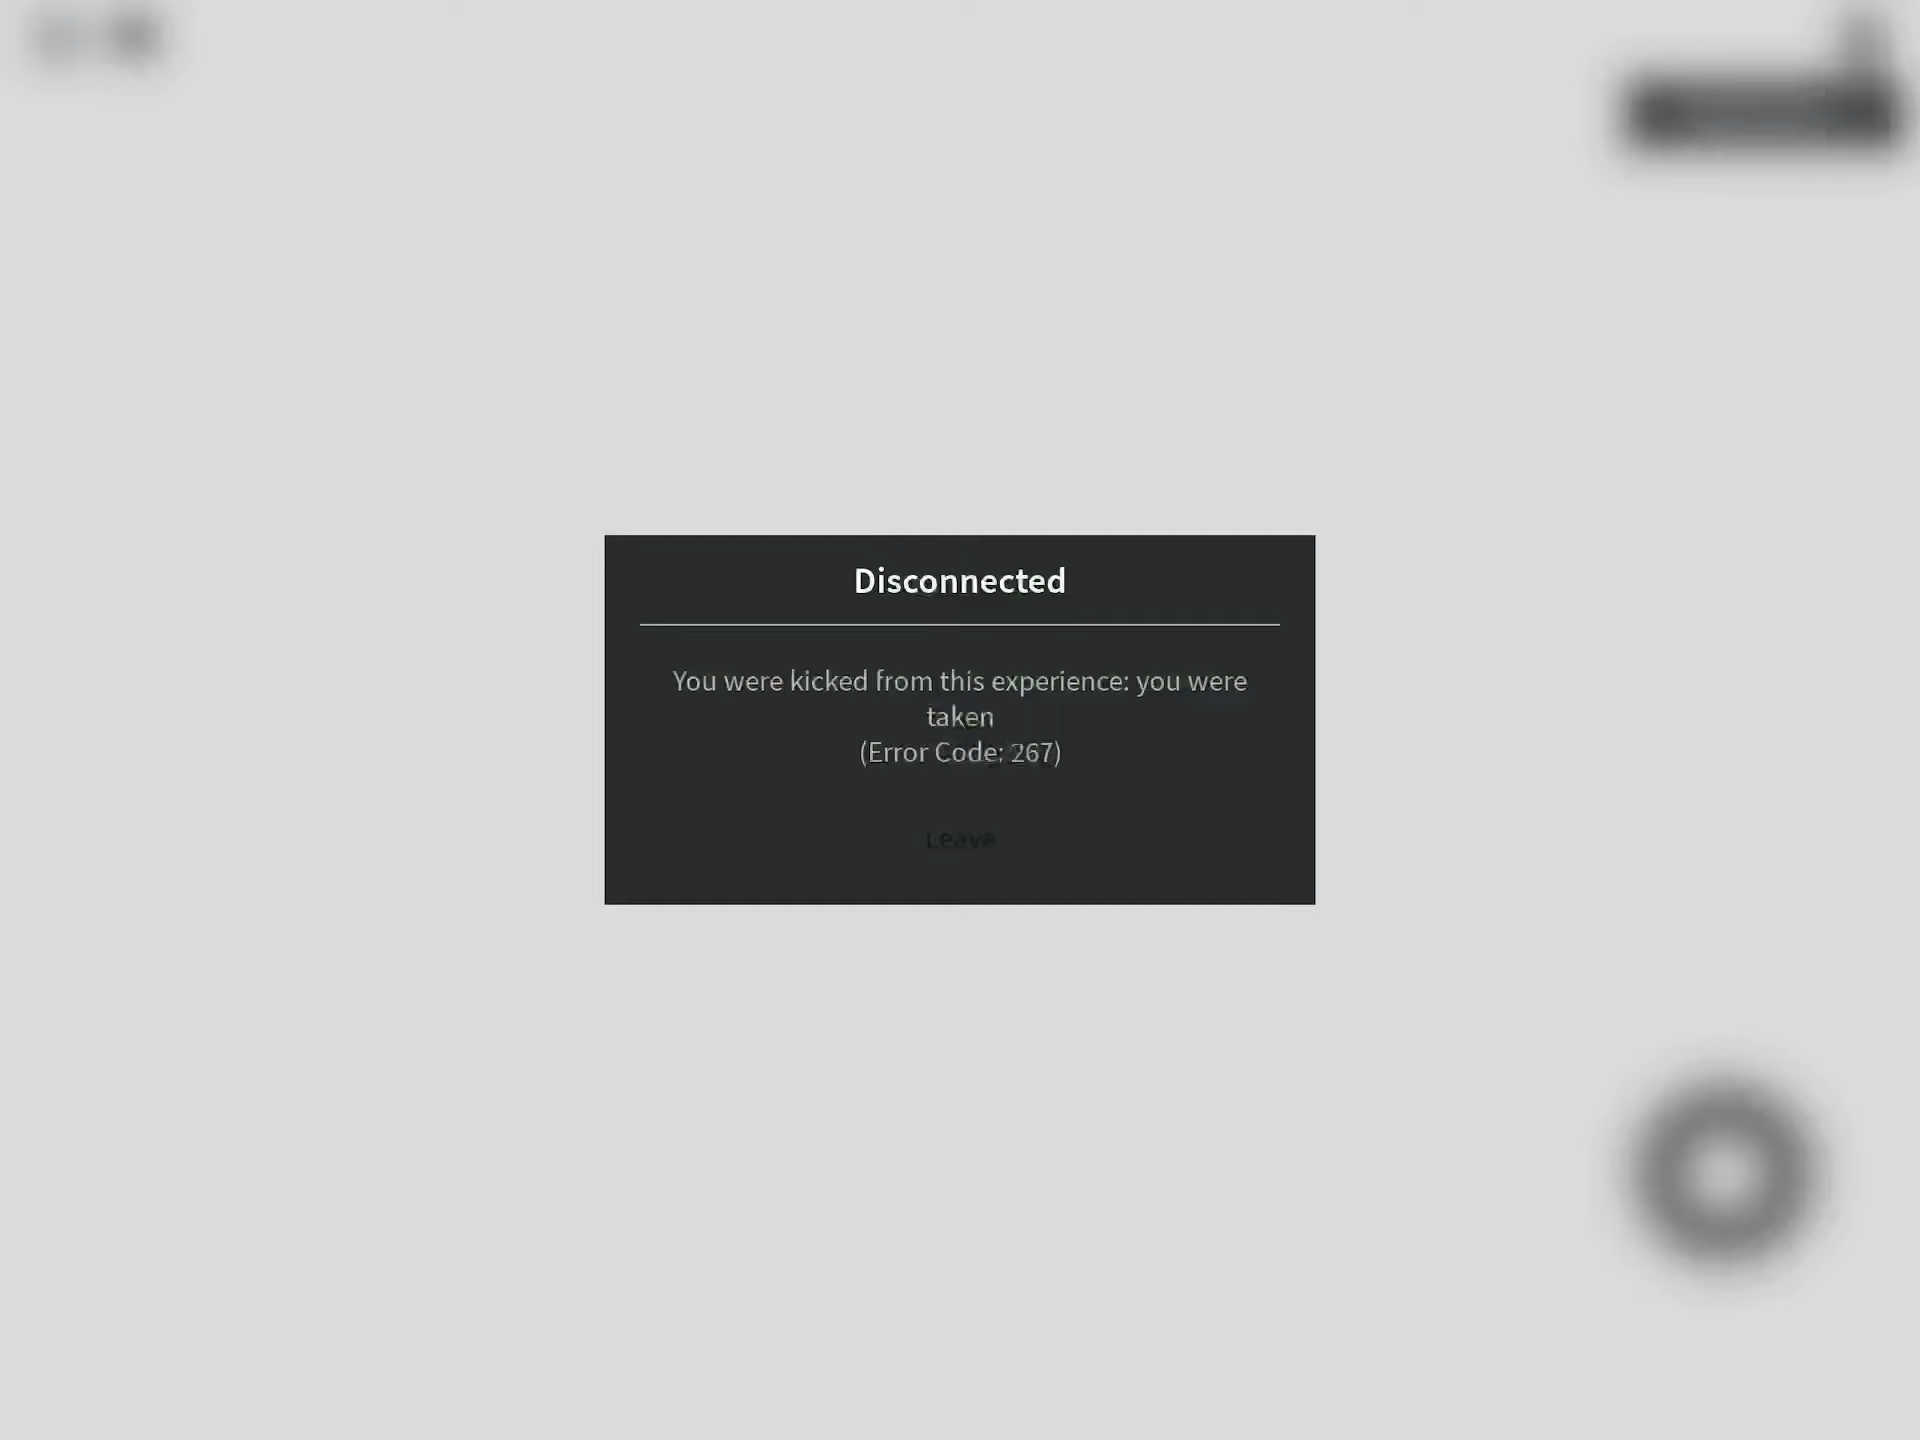 Disconnected
You were kicked from this experience: you were
taken
(Error Code: 267)
Leave